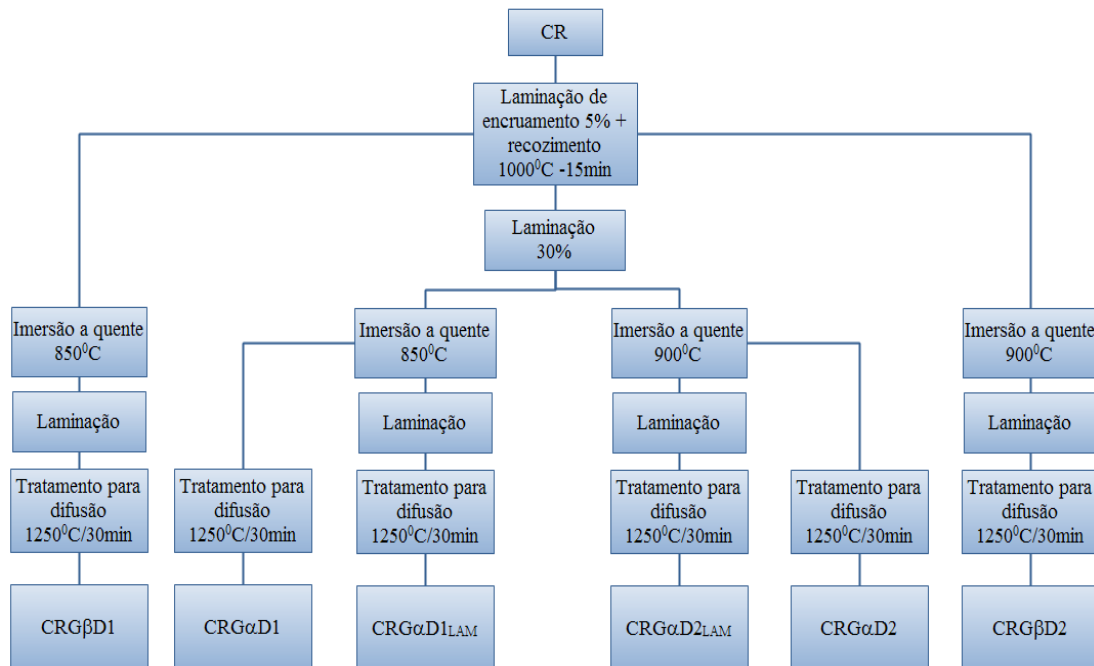 CR
Laminação de
encruamento 5% +
recozimento
1000⁰C -15min
Laminação
30%
Imersão a quente
850⁰C
Imersão a quente
850⁰C
Imersão a quente
900⁰C
Imersão a quente
900⁰C
Laminação
Laminação
Laminação
Laminação
Tratamento para
difusão
1250⁰C/30min
Tratamento para
difusão
1250⁰C/30min
Tratamento para
difusão
1250⁰C/30min
Tratamento para
difusão
1250⁰C/30min
Tratamento para
difusão
1250⁰C/30min
Tratamento para
difusão
1250⁰C/30min
CRGβD1
CRGαD1
CRGαD1LAM
CRGαD2LAM
CRGαD2
CRGβD2